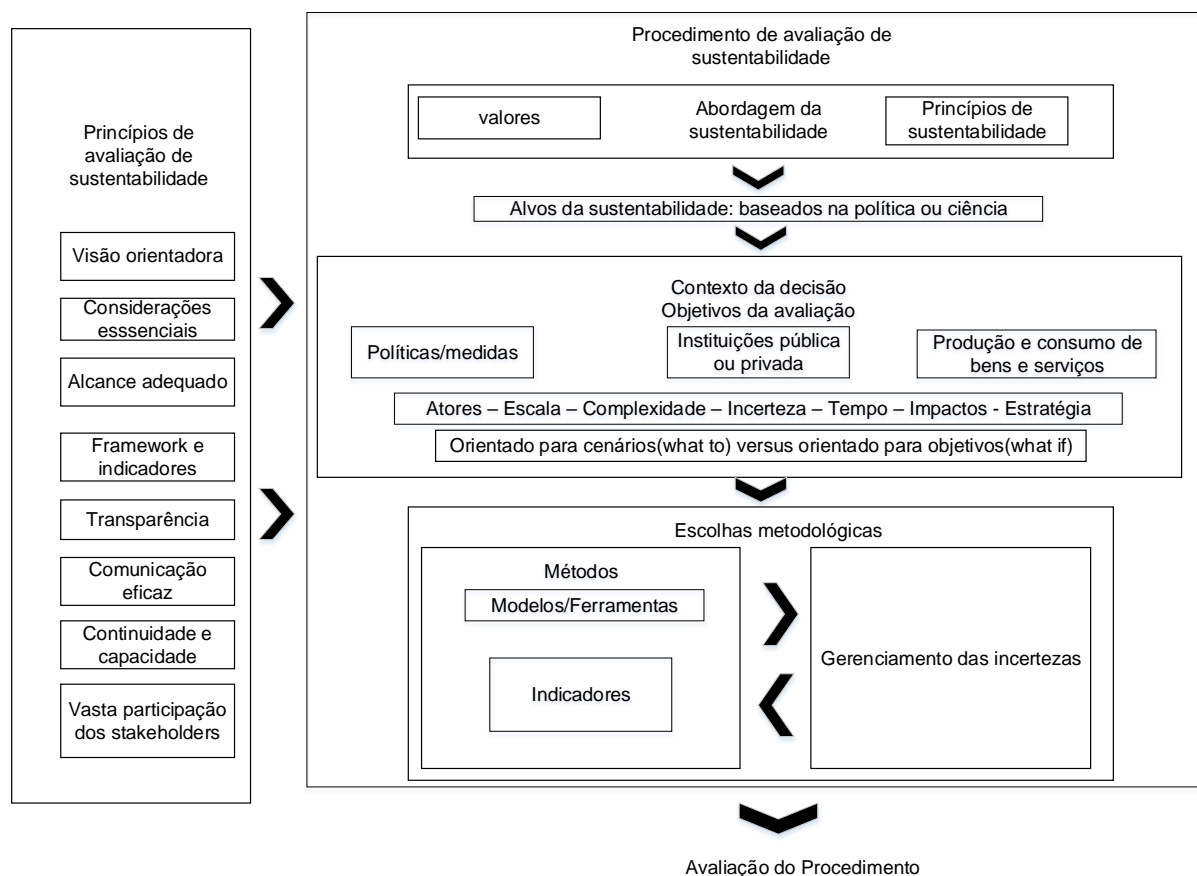 Princípios de
avaliação de
sustentabilidade
Visão orientadora
Considerações
esssenciais
Alcance adequado
Framework e
indicadores
Transparência
Comunicação
eficaz
Continuidade e
capacidade
Vasta participação
dos stakeholders
Procedimento de avaliação de
sustentabilidade
valores
Abordagem da
sustentabilidade
Princípios de
sustentabilidade
Alvos da sustentabilidade: baseados na política ou ciência
Contexto da decisão
Objetivos da avaliação
Políticas/medidas
Instituições pública
ou privada
Produção e consumo de
bens e serviços
Atores – Escala – Complexidade – Incerteza – Tempo – Impactos - Estratégia
Orientado para cenários(what to) versus orientado para objetivos(what if)
Escolhas metodológicas
Métodos
Modelos/Ferramentas
Indicadores
Gerenciamento das incertezas
Avaliação do Procedimento